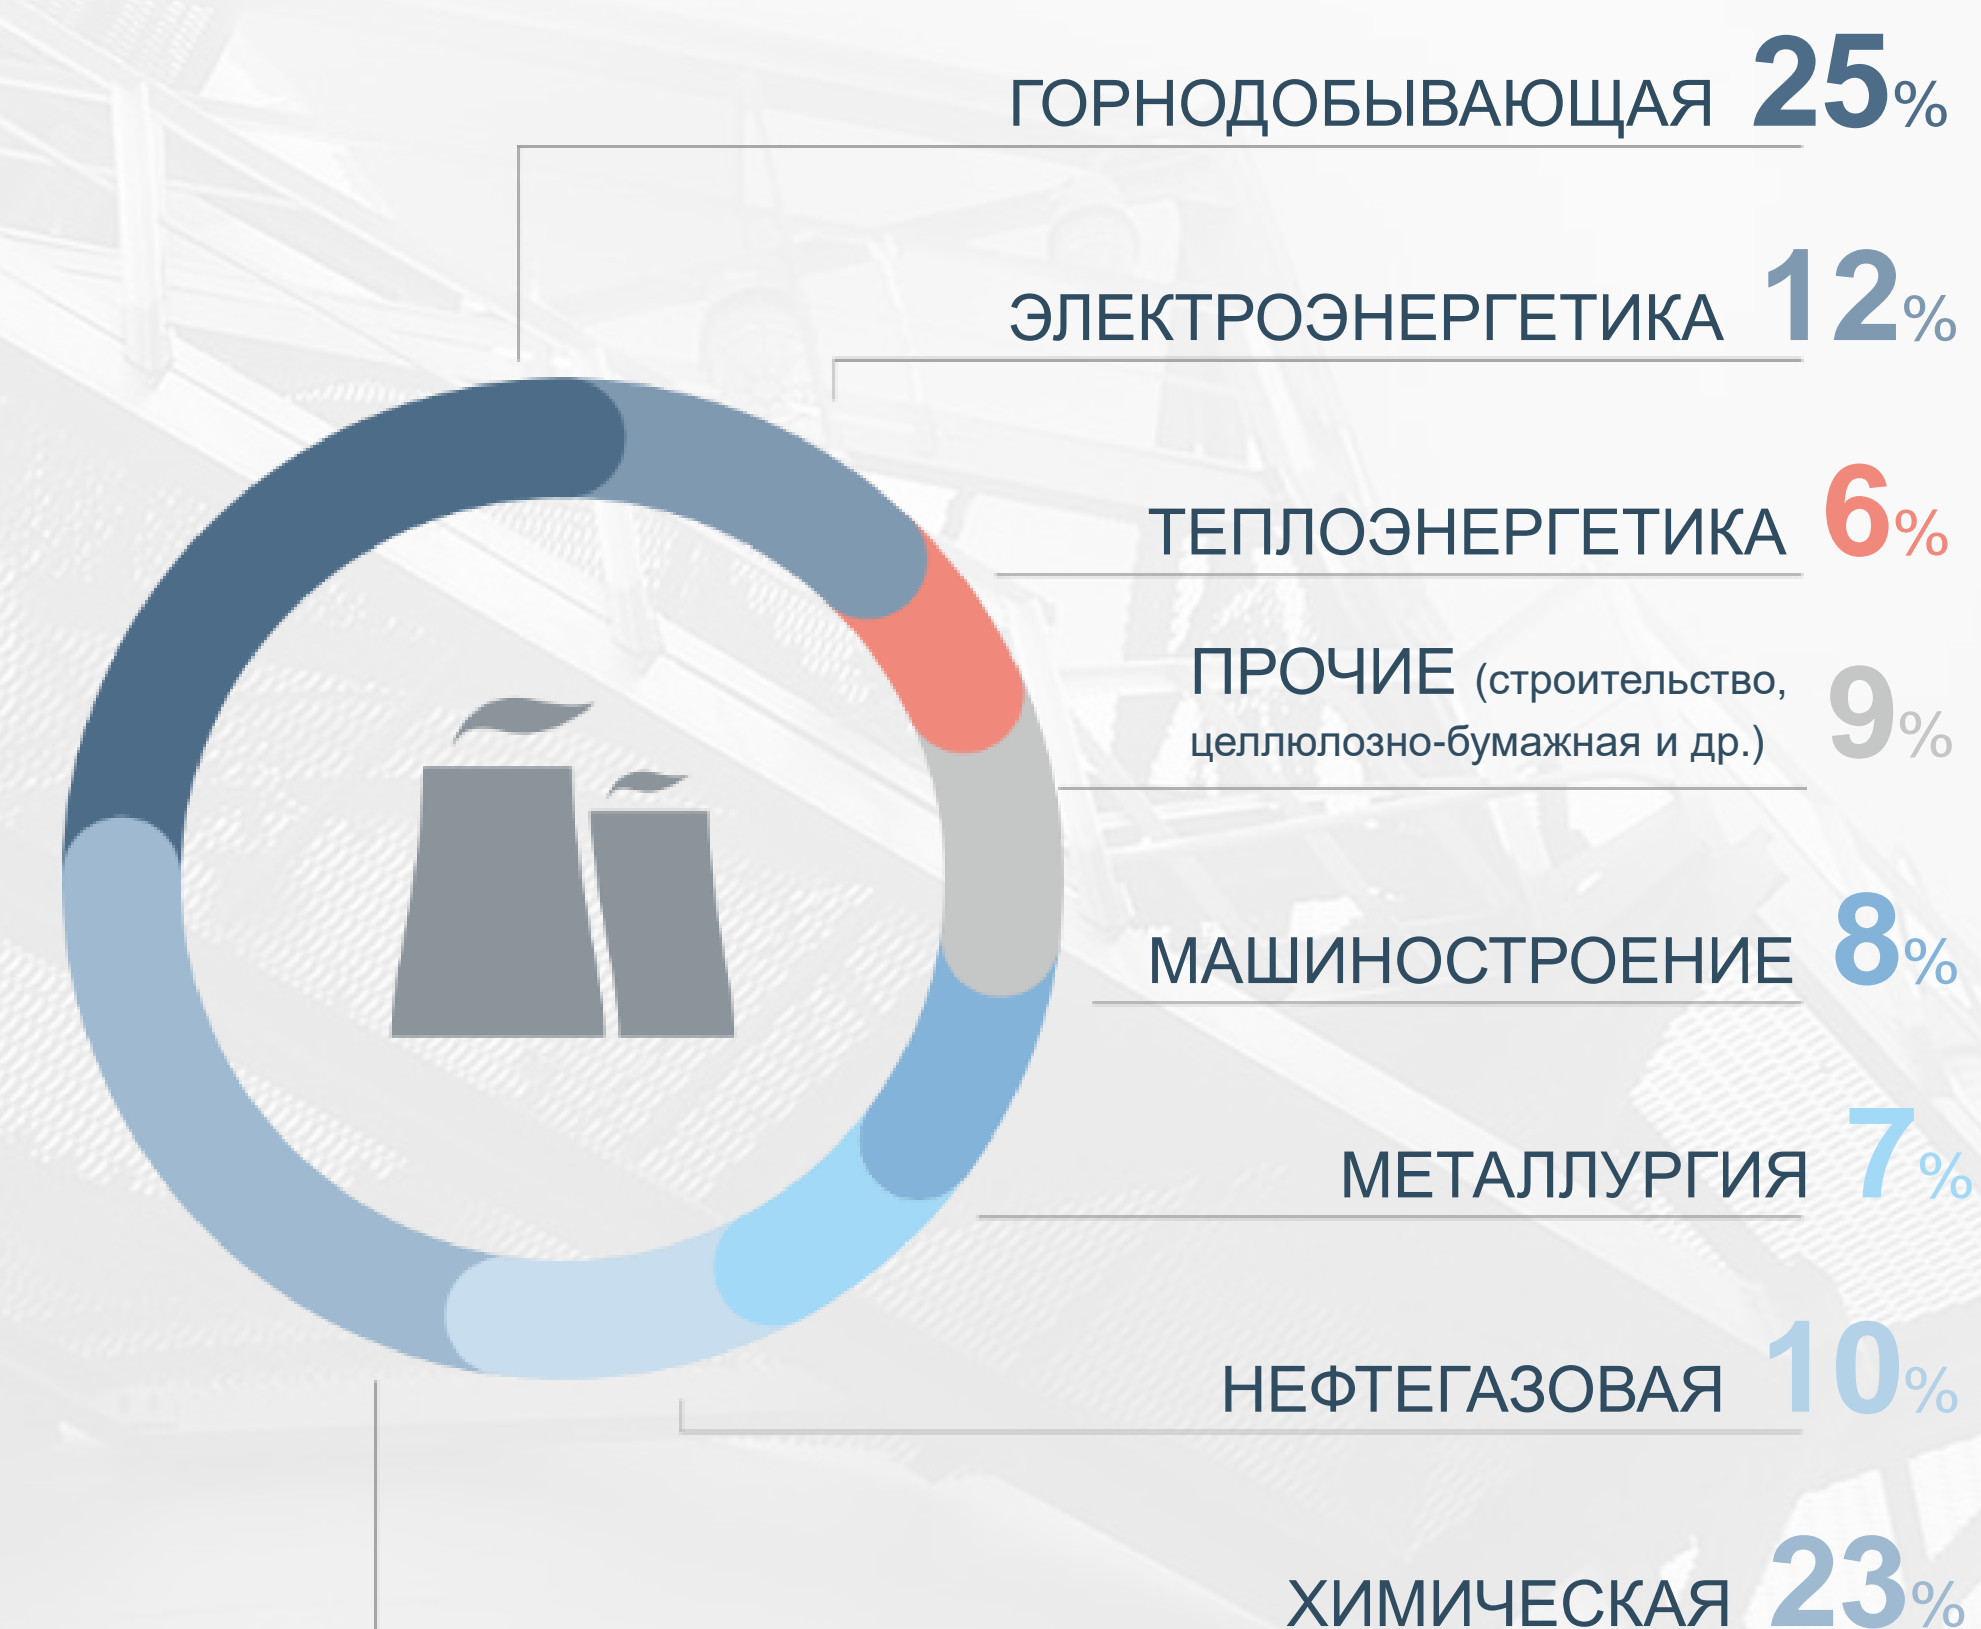 ГОРНОДОБЫВАЮЩАЯ 25%
ЭЛЕКТРОЭНЕРГЕТИКА 12%
ТЕПЛОЭНЕРГЕТИКА 6%
ПРОЧИЕ (строительство,
целлюлозно-бумажная и др.) 9%
МАШИНОСТРОЕНИЕ 8%
МЕТАЛЛУРГИЯ 7%
НЕФТЕГАЗОВАЯ 10%
ХИМИЧЕСКАЯ 23%